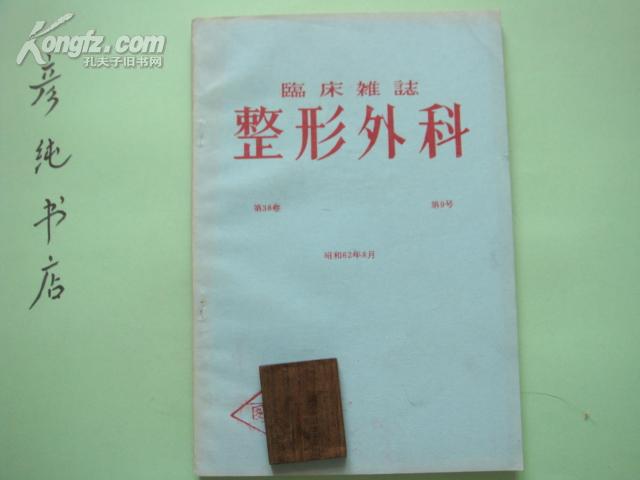 Kongfz.com
孔夫子旧书网
彦纯书店
臨床雑誌
整形外科
第38巻 第9号
昭和62年8月
图